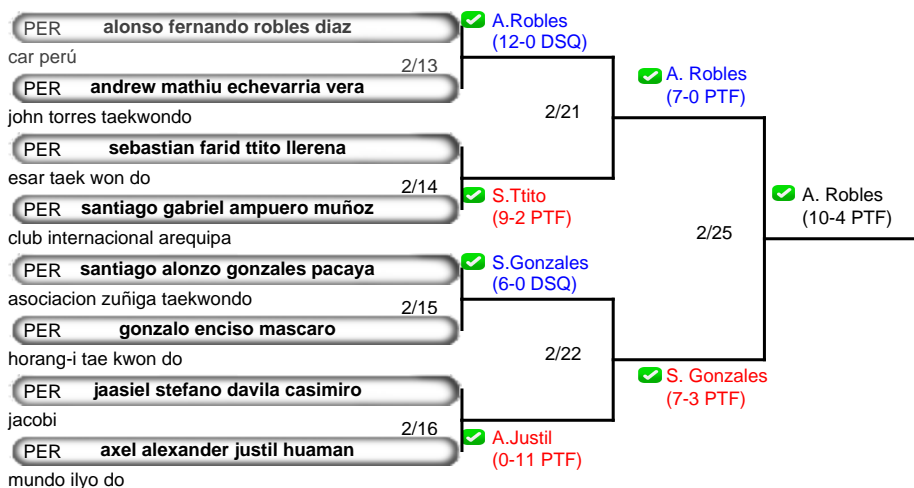 PER alonso fernando robles diaz
car perú
2/13
PER andrew mathiu echevarria vera
john torres taekwondo
A.Robles
(12-0 DSQ)
PER sebastian farid ttito llerena
esar taek won do
2/14
PER santiago gabriel ampuero muñoz
club internacional arequipa
S.Ttito
(9-2 PTF)
2/21
A. Robles
(7-0 PTF)
PER santiago alonzo gonzales pacaya
asociacion zuñiga taekwondo
2/15
PER gonzalo enciso mascaro
horang-i tae kwon do
S.Gonzales
(6-0 DSQ)
PER jaasiel stefano davila casimiro
jacobi
2/16
PER axel alexander justil huaman
mundo ilyo do
A.Justil
(0-11 PTF)
2/22
S. Gonzales
(7-3 PTF)
2/25
A. Robles
(10-4 PTF)